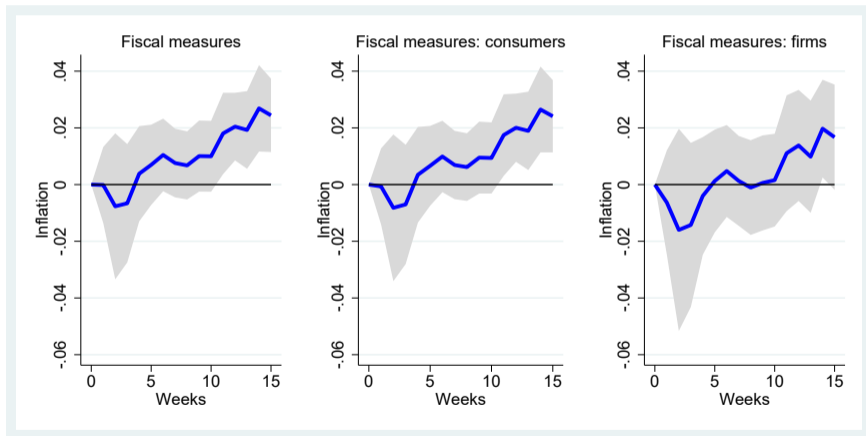 Fiscal measures
Fiscal measures: consumers
Fiscal measures: firms
Inflation
.04
.02
0
-.02
-.04
-.06
0 5 10 15
Weeks
Inflation
.04
.02
0
-.02
-.04
-.06
0 5 10 15
Weeks
Inflation
.04
.02
0
-.02
-.04
-.06
0 5 10 15
Weeks